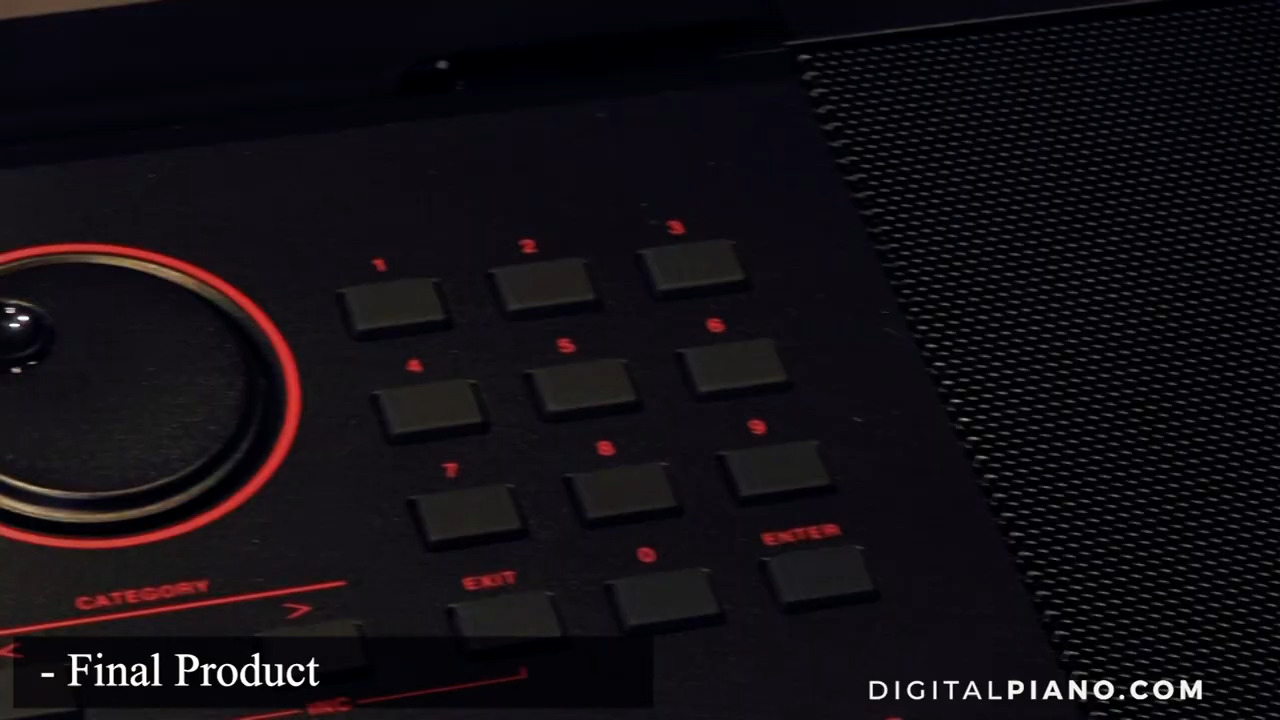 1 2 3
4 5 6
7 8 9
EXIT 0 ENTER
CATEGORY
< >
- Final Product
DIGITALPIANO.COM